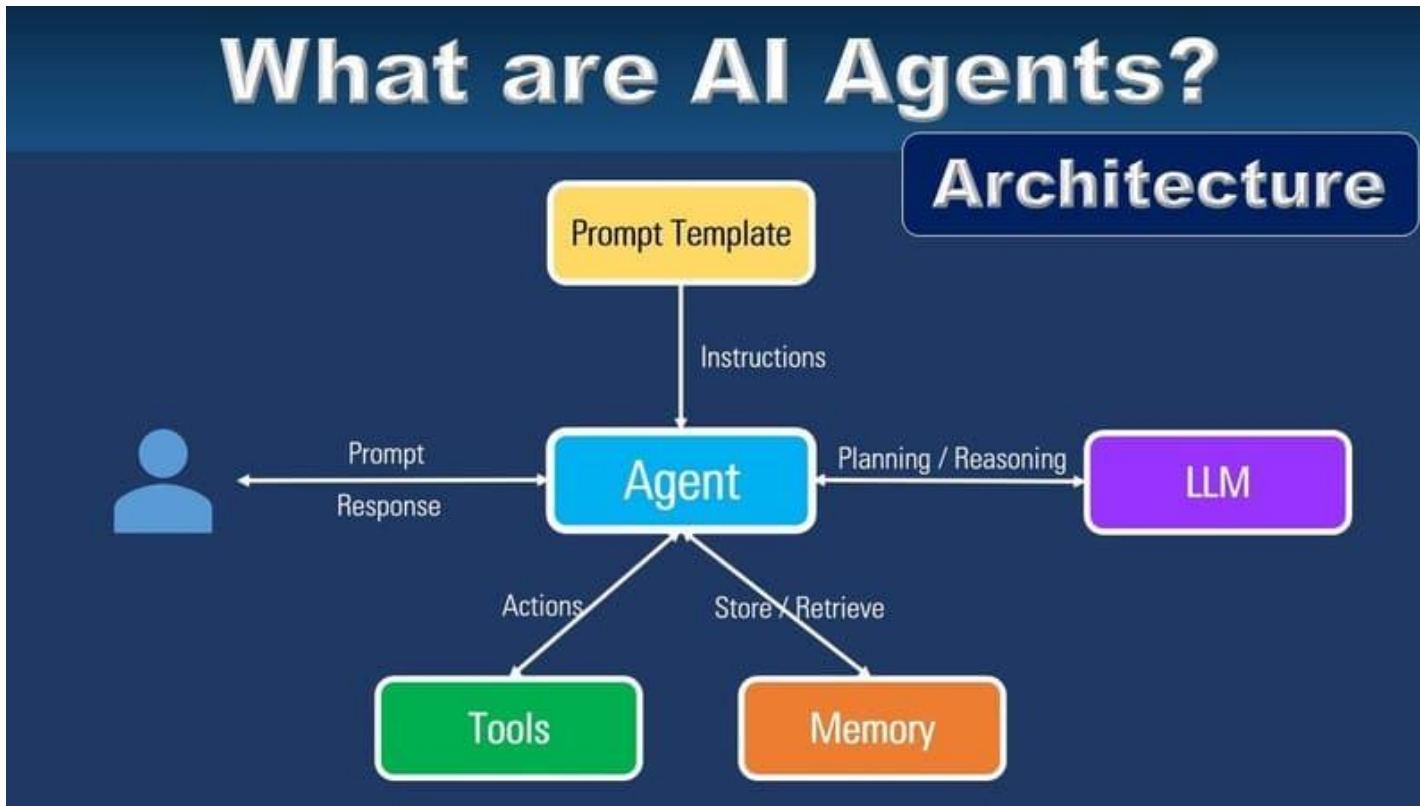 What are AI Agents?
Architecture
Prompt Template
Instructions
Prompt
Response
Agent
Planning / Reasoning
LLM
Actions
Store / Retrieve
Tools
Memory